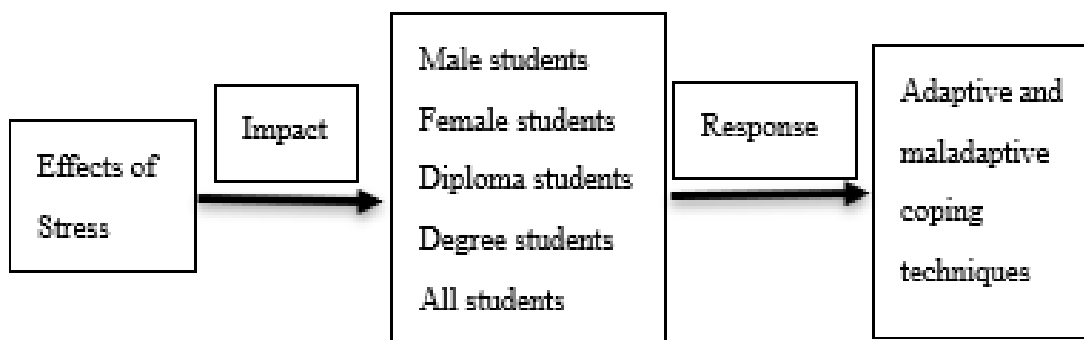 Effects of
Stress
Impact
Male students
Female students
Diploma students
Degree students
All students
Response
Adaptive and
maladaptive
coping
techniques